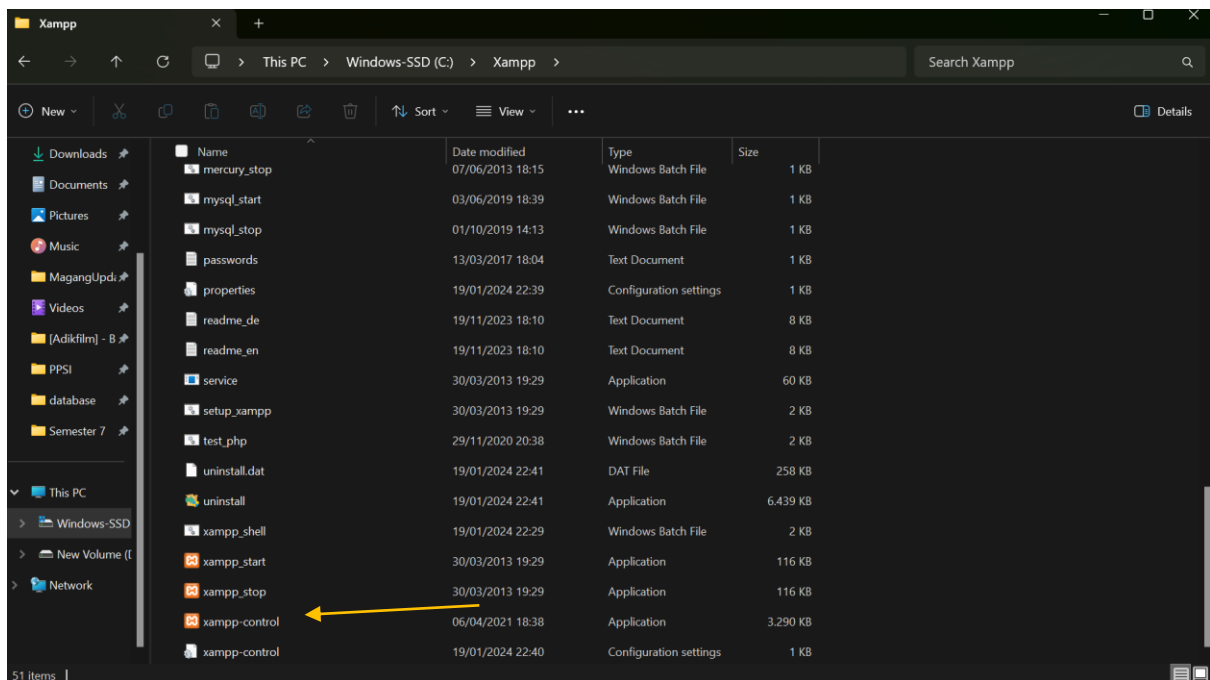 Xampp
This PC > Windows-SSD (C:) > Xampp >
Search Xampp
New
Sort
View
Details
Downloads
Documents
Pictures
Music
MagangUpda
Videos
[Adikfilm] - B
PPSI
database
Semester 7
This PC
Windows-SSD
New Volume (D
Network
Name Date modified Type Size
mercury_stop 07/06/2013 18:15 Windows Batch File 1 KB
mysql_start 03/06/2019 18:39 Windows Batch File 1 KB
mysql_stop 01/10/2019 14:13 Windows Batch File 1 KB
passwords 13/03/2017 18:04 Text Document 1 KB
properties 19/01/2024 22:39 Configuration settings 1 KB
readme_de 19/11/2023 18:10 Text Document 8 KB
readme_en 19/11/2023 18:10 Text Document 8 KB
service 30/03/2013 19:29 Application 60 KB
setup_xampp 30/03/2013 19:29 Windows Batch File 2 KB
test_php 29/11/2020 20:38 Windows Batch File 2 KB
uninstall.dat 19/01/2024 22:41 DAT File 258 KB
uninstall 19/01/2024 22:41 Application 6.439 KB
xampp_shell 19/01/2024 22:29 Windows Batch File 2 KB
xampp_start 30/03/2013 19:29 Application 116 KB
xampp_stop 30/03/2013 19:29 Application 116 KB
xampp-control 06/04/2021 18:38 Application 3.290 KB
xampp-control 19/01/2024 22:40 Configuration settings 1 KB
51 items